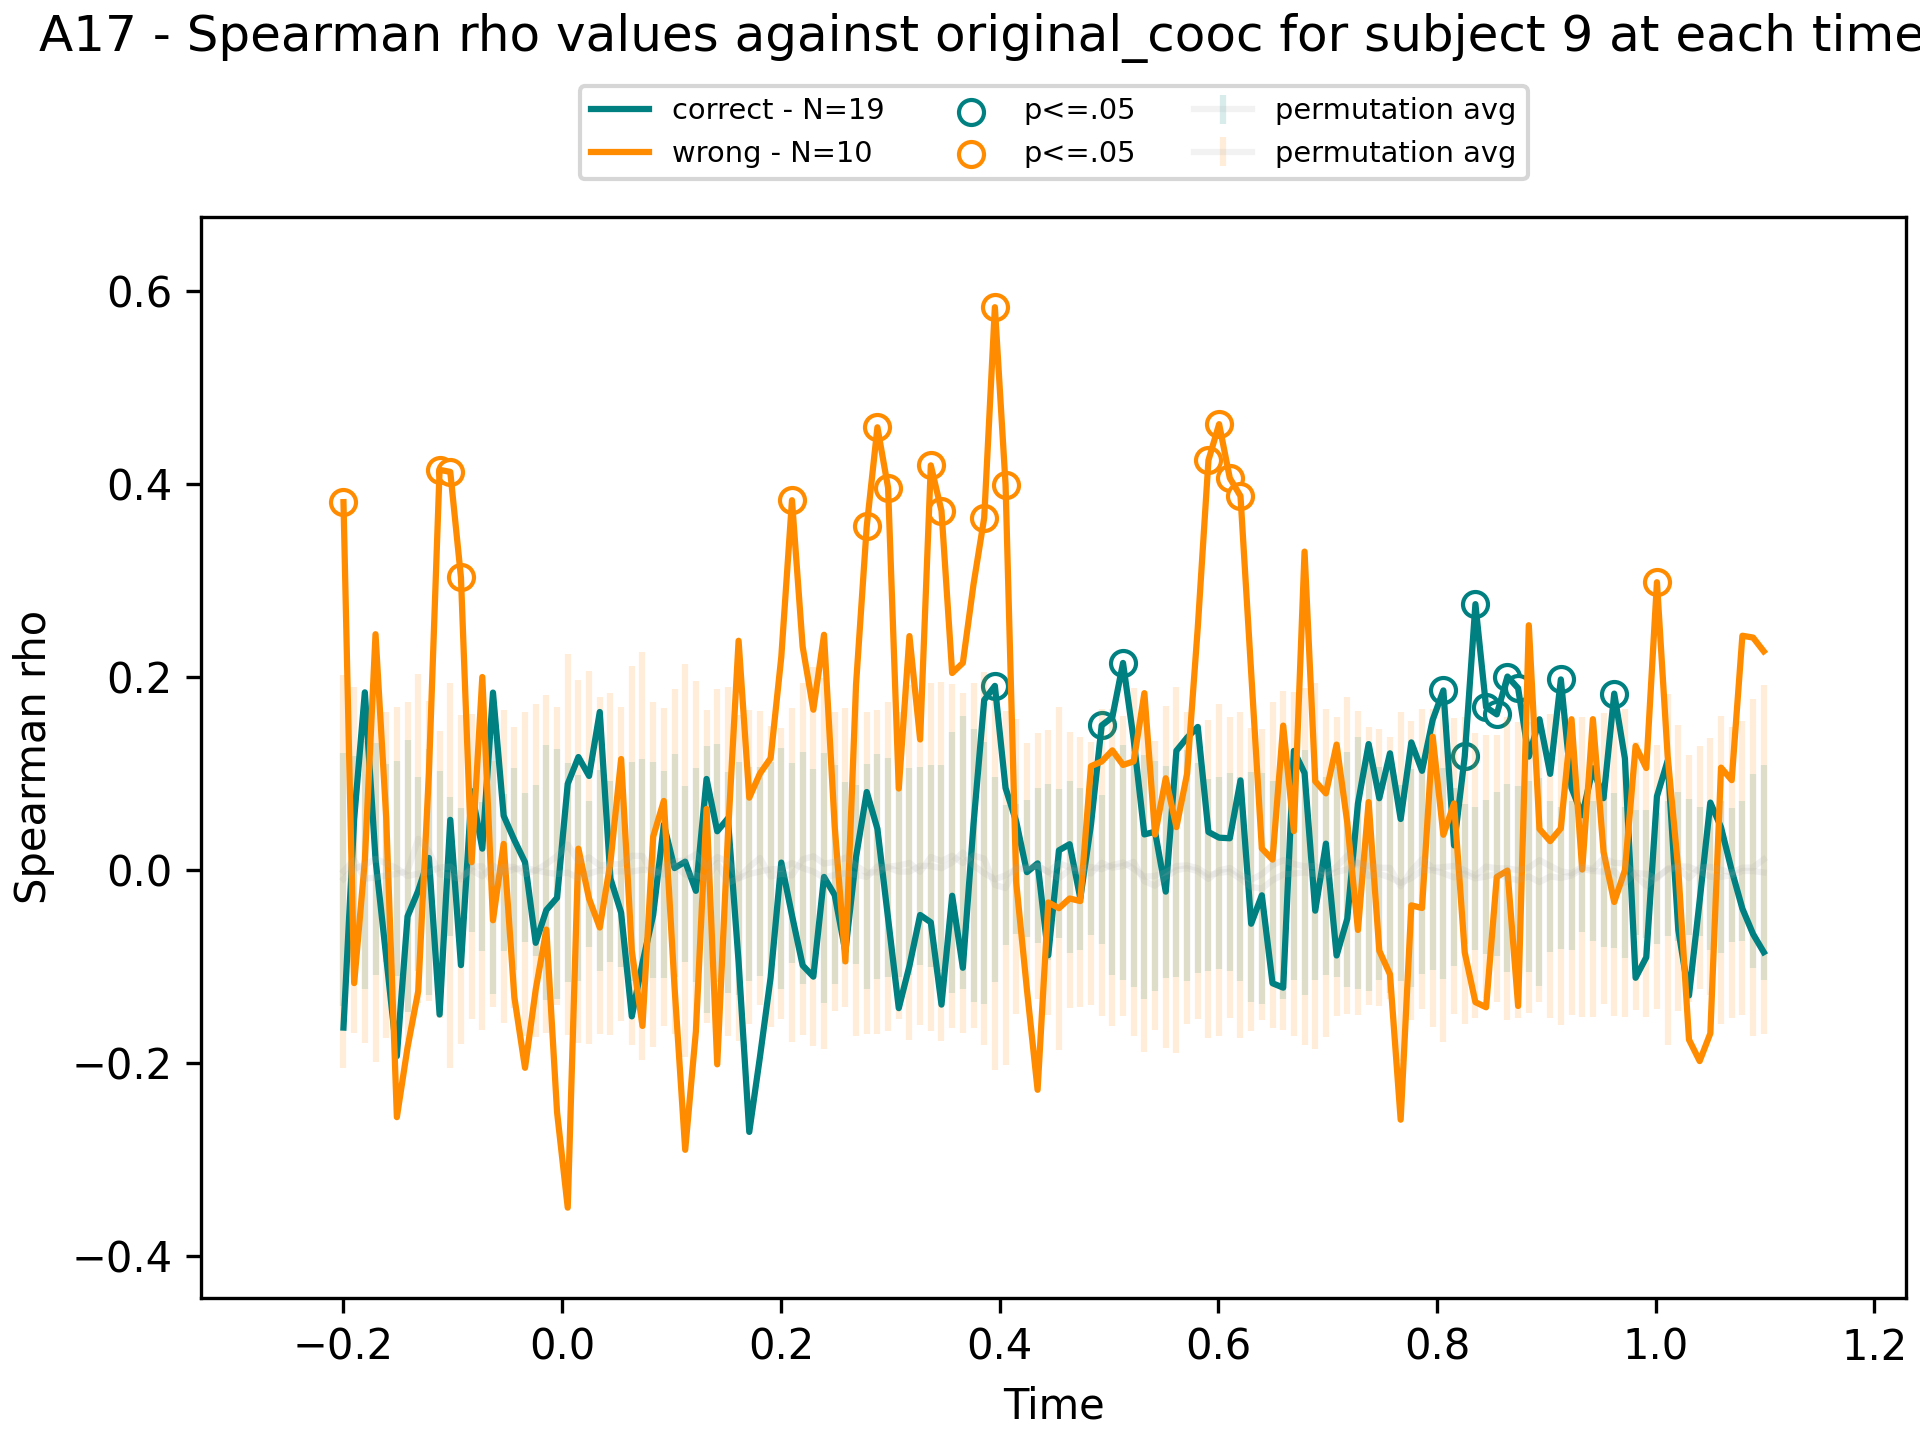 A17 - Spearman rho values against original_cooc for subject 9 at each time
correct - N=19
wrong - N=10
p<=.05
p<=.05
permutation avg
permutation avg
Spearman rho
0.6
0.4
0.2
0.0
−0.2
−0.4
−0.2
0.0
0.2
0.4
0.6
0.8
1.0
1.2
Time